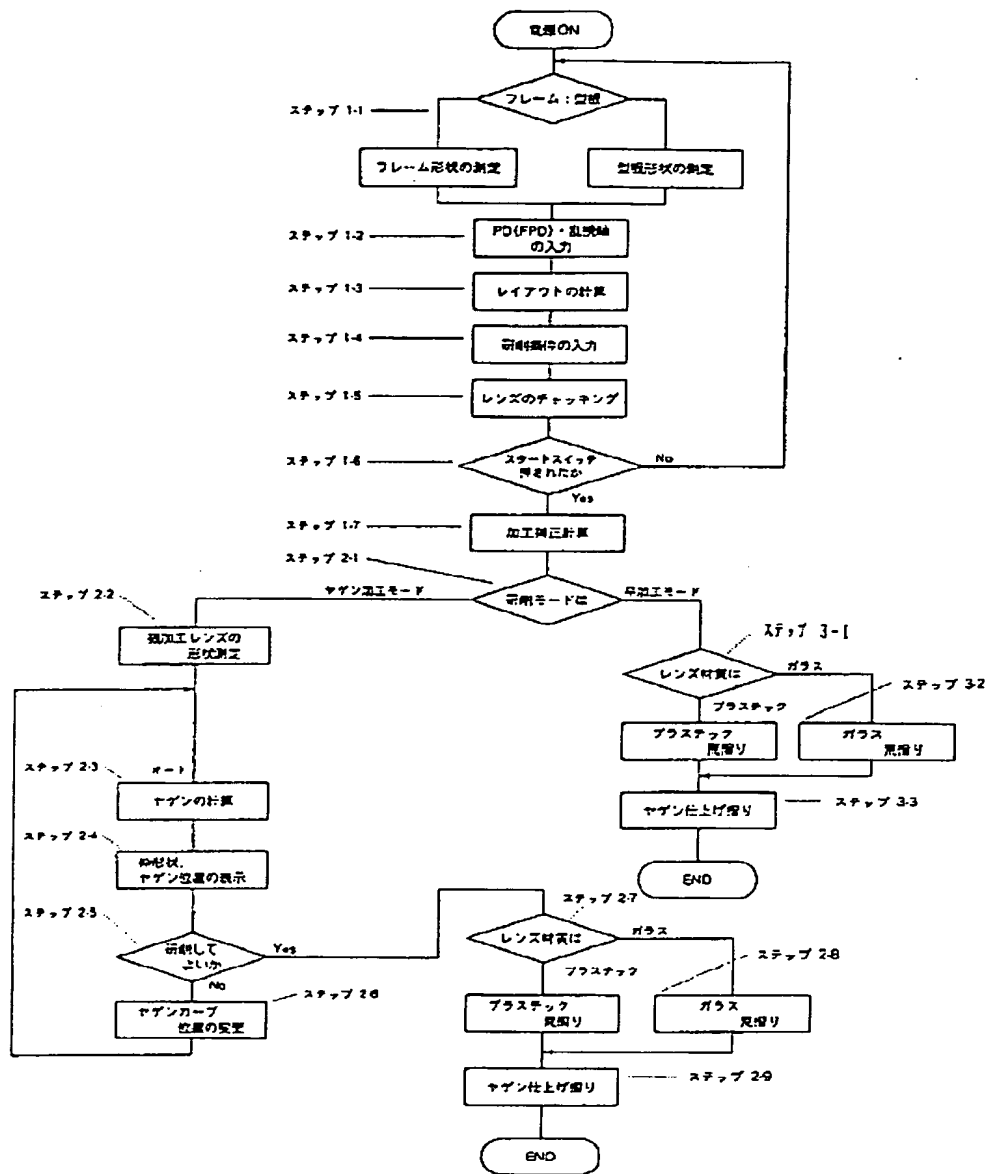 電源ON
フレーム：型板
ステップ 1-1
フレーム形状の測定
型板形状の測定
ステップ 1-2
PD(FPD)・乱視軸
の入力
ステップ 1-3
レイアウトの計算
ステップ 1-4
研削条件の入力
ステップ 1-5
レンズのチャッキング
ステップ 1-6
スタートスイッチ
押されたか
No
Yes
ステップ 1-7
加工補正計算
ステップ 2-1
ヤゲン加工モード
研削モードは
平加工モード
ステップ 2-2
被加工レンズの
形状測定
ステップ 3-1
レンズ材質は
ガラス
ステップ 3-2
プラスチック
プラスチック
荒摺り
ガラス
荒摺り
ステップ 2-3
オート
ヤゲンの計算
ヤゲン仕上げ摺り
ステップ 3-3
ステップ 2-4
形状,
ヤゲン位置の表示
END
ステップ 2-5
研削して
よいか
Yes
No
ステップ 2-7
レンズ材質は
ガラス
ステップ 2-8
プラスチック
ステップ 2-6
ヤゲンカーブ
位置の変更
プラスチック
荒摺り
ガラス
荒摺り
ヤゲン仕上げ摺り
ステップ 2-9
END